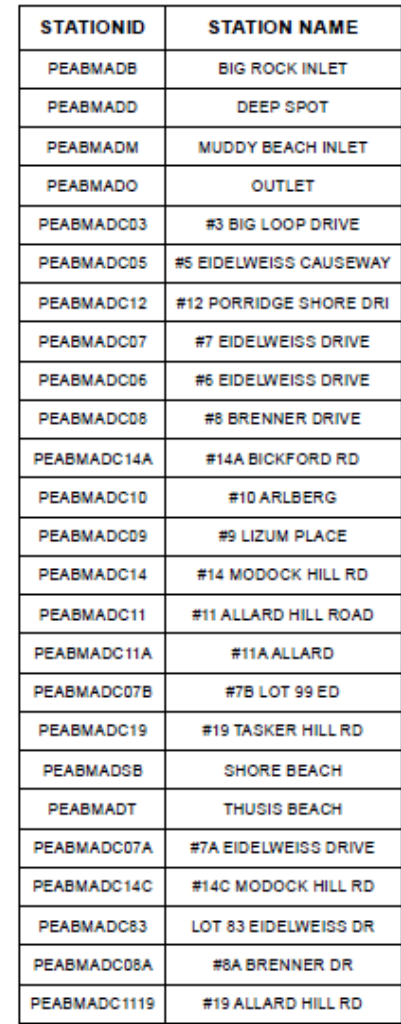 STATIONID STATION NAME
PEABMADB BIG ROCK INLET
PEABMADD DEEP SPOT
PEABMADM MUDDY BEACH INLET
PEABMADO OUTLET
PEABMADC03 #3 BIG LOOP DRIVE
PEABMADC05 #5 EIDELWEISS CAUSEWAY
PEABMADC12 #12 PORRIDGE SHORE DRI
PEABMADC07 #7 EIDELWEISS DRIVE
PEABMADC06 #6 EIDELWEISS DRIVE
PEABMADC08 #8 BRENNER DRIVE
PEABMADC14A #14A BICKFORD RD
PEABMADC10 #10 ARLBERG
PEABMADC09 #9 LIZUM PLACE
PEABMADC14 #14 MODOCK HILL RD
PEABMADC11 #11 ALLARD HILL ROAD
PEABMADC11A #11A ALLARD
PEABMADC07B #7B LOT 99 ED
PEABMADC19 #19 TASKER HILL RD
PEABMADSB SHORE BEACH
PEABMADT THUSIS BEACH
PEABMADC07A #7A EIDELWEISS DRIVE
PEABMADC14C #14C MODOCK HILL RD
PEABMADC83 LOT 83 EIDELWEISS DR
PEABMADC08A #8A BRENNER DR
PEABMADC1119 #19 ALLARD HILL RD